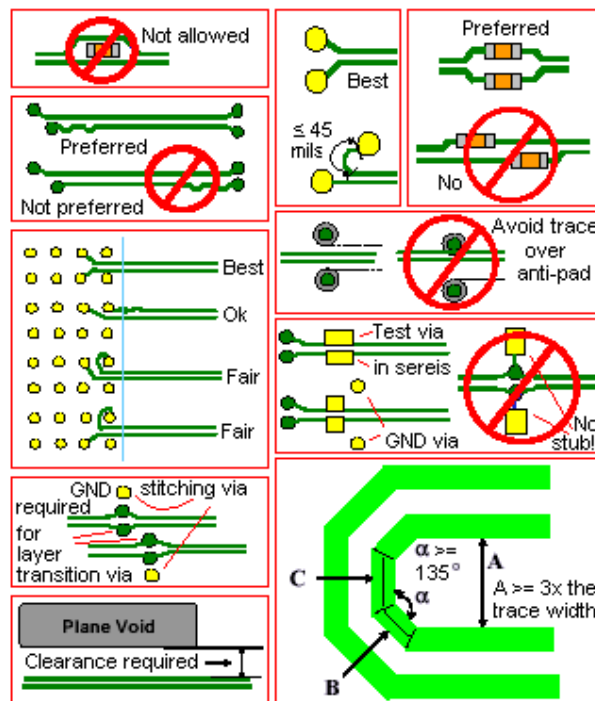 Not allowed
Preferred
Not preferred
Best
≤ 45
mils
Preferred
No
Best
Ok
Fair
Fair
Avoid trace
over
anti-pad
Test via
in sereis
GND via
No
stub!
GND stitching via
required
for
layer
transition via
Plane Void
Clearance required
C
α >=
135°
α
A
A >= 3x the
trace width
B